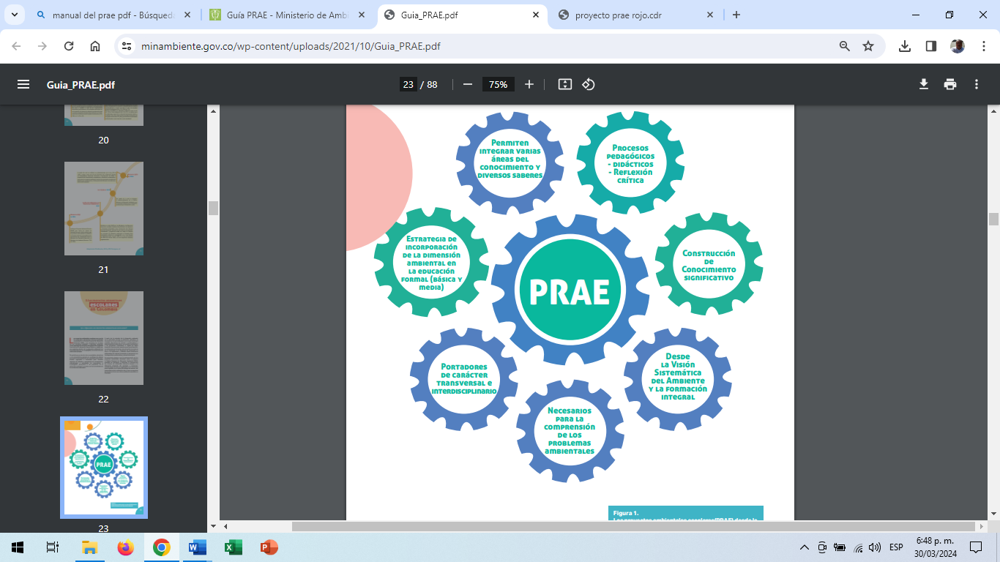 manual del prae pdf - Búsqued
Guía PRAE - Ministerio de Ambi
Guia_PRAE.pdf
proyecto prae rojo.cdr
minambiente.gov.co/wp-content/uploads/2021/10/Guia_PRAE.pdf
Guia_PRAE.pdf
23 / 88
75%
20
21
ESCOLARES
en Colombia
22
PRAE
23
Permiten
integrar varias
áreas del
conocimiento y
diversos saberes
Procesos
pedagógicos
- didácticos
- Reflexión
crítica
Estrategia de
incorporación
de la dimensión
ambiental en
la educación
formal (básica y
media)
PRAE
Construcción
de
Conocimiento
significativo
Portadores
de carácter
transversal e
interdisciplinario
Desde
la Visión
Sistemática
del Ambiente
y la formación
integral
Necesarios
para la
comprensión
de los
problemas
ambientales
Figura 1.
ESP
6:48 p. m.
30/03/2024